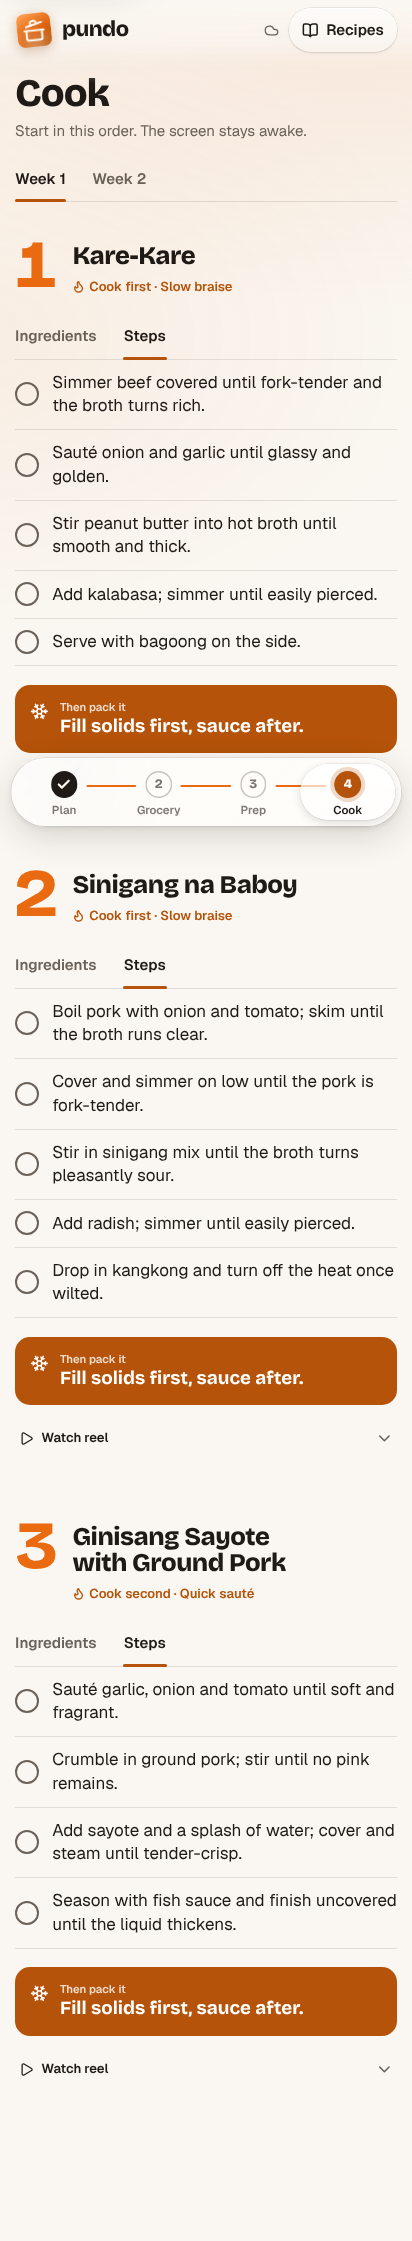 pundo
Recipes
Cook
Start in this order. The screen stays awake.
Week 1
Week 2
1
Kare-Kare
Cook first · Slow braise
Ingredients
Steps
Simmer beef covered until fork-tender and
the broth turns rich.
Sauté onion and garlic until glassy and
golden.
Stir peanut butter into hot broth until
smooth and thick.
Add kalabasa; simmer until easily pierced.
Serve with bagoong on the side.
Then pack it
Fill solids first, sauce after.
2
3
4
Plan
Grocery
Prep
Cook
2
Sinigang na Baboy
Cook first · Slow braise
Ingredients
Steps
Boil pork with onion and tomato; skim until
the broth runs clear.
Cover and simmer on low until the pork is
fork-tender.
Stir in sinigang mix until the broth turns
pleasantly sour.
Add radish; simmer until easily pierced.
Drop in kangkong and turn off the heat once
wilted.
Then pack it
Fill solids first, sauce after.
Watch reel
3
Ginisang Sayote
with Ground Pork
Cook second · Quick sauté
Ingredients
Steps
Sauté garlic, onion and tomato until soft and
fragrant.
Crumble in ground pork; stir until no pink
remains.
Add sayote and a splash of water; cover and
steam until tender-crisp.
Season with fish sauce and finish uncovered
until the liquid thickens.
Then pack it
Fill solids first, sauce after.
Watch reel